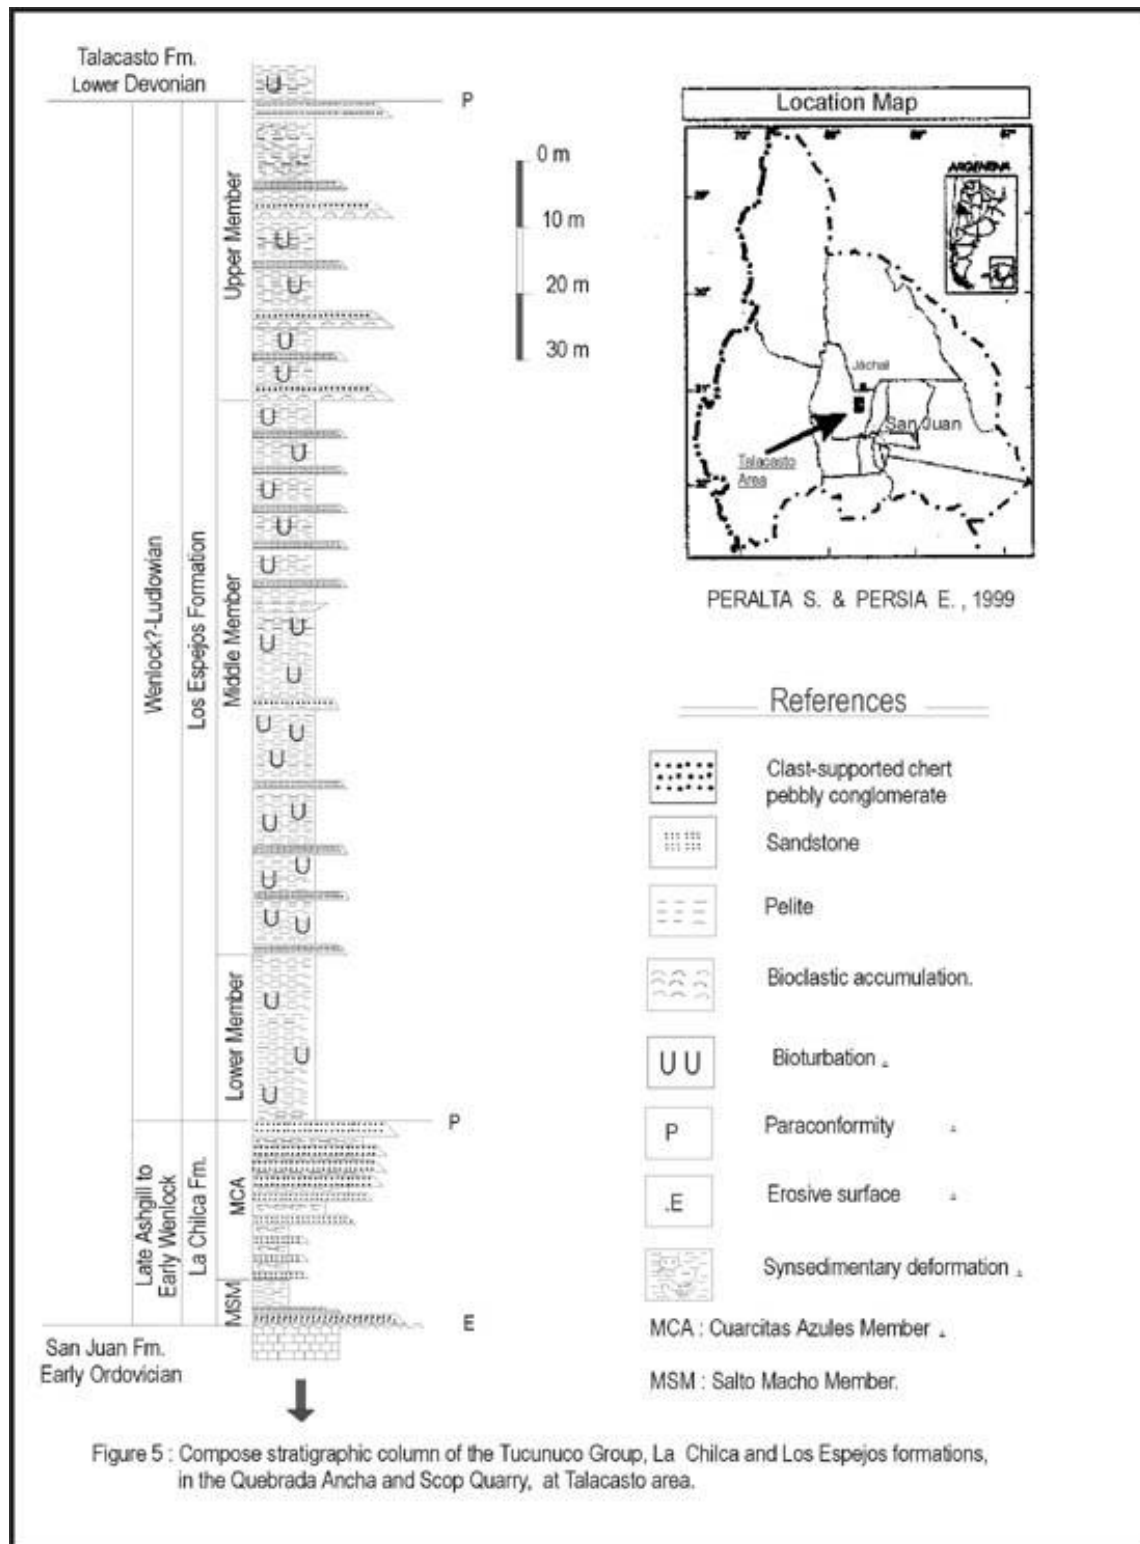 Talacasto Fm.
Lower Devonian
P
Upper Member
Middle Member
Lower Member
Los Espejos Formation
Wenlock?-Ludlowian
P
MCA
MSM
La Chilca Fm.
Late Ashgill to
Early Wenlock
E
San Juan Fm.
Early Ordovician
0 m
10 m
20 m
30 m
Location Map
ARGENTINA
Jáchal
San Juan
Talacasto
Area
PERALTA S. & PERSIA E. , 1999
References
Clast-supported chert
pebbly conglomerate
Sandstone
Pelite
Bioclastic accumulation.
U U Bioturbation
P Paraconformity
.E Erosive surface
Synsedimentary deformation
MCA : Cuarcitas Azules Member
MSM : Salto Macho Member.
Figure 5 : Compose stratigraphic column of the Tucunuco Group, La Chilca and Los Espejos formations,
in the Quebrada Ancha and Scop Quarry, at Talacasto area.